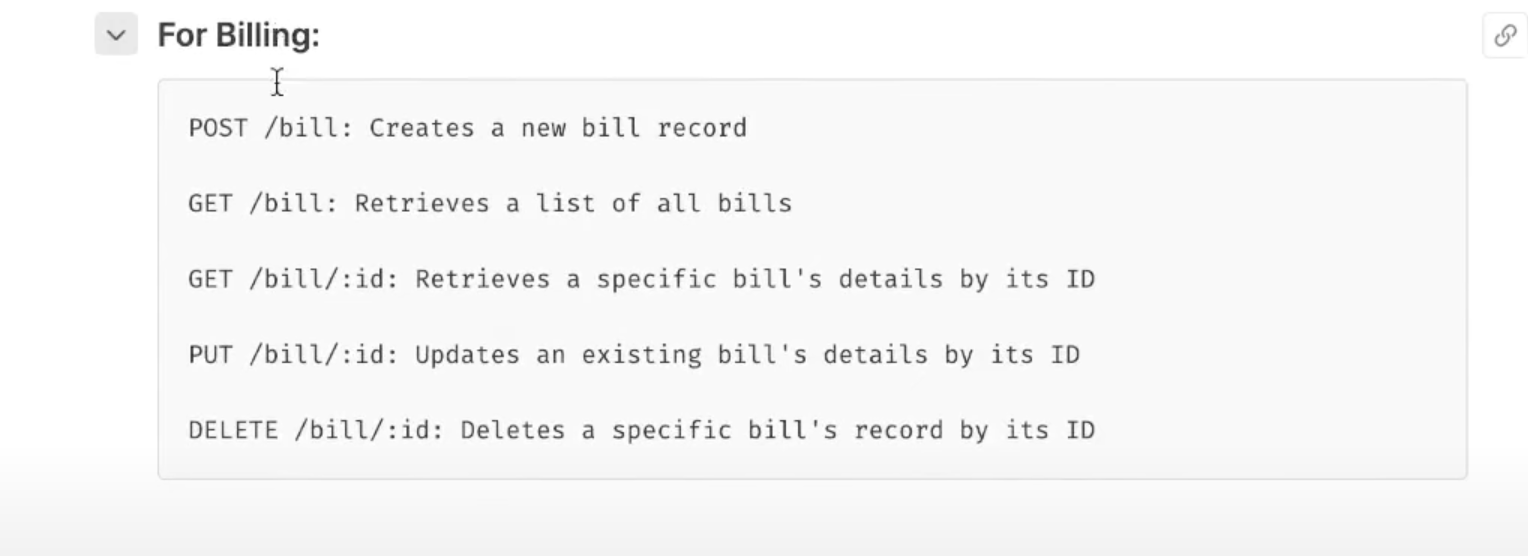 For Billing:
POST /bill: Creates a new bill record
GET /bill: Retrieves a list of all bills
GET /bill/:id: Retrieves a specific bill's details by its ID
PUT /bill/:id: Updates an existing bill's details by its ID
DELETE /bill/:id: Deletes a specific bill's record by its ID